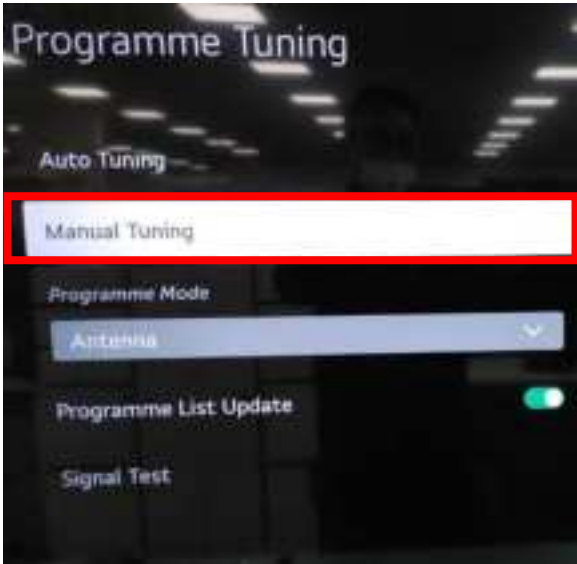 Programme Tuning
Auto Tuning
Manual Tuning
Programme Mode
Antenna
Programme List Update
Signal Test